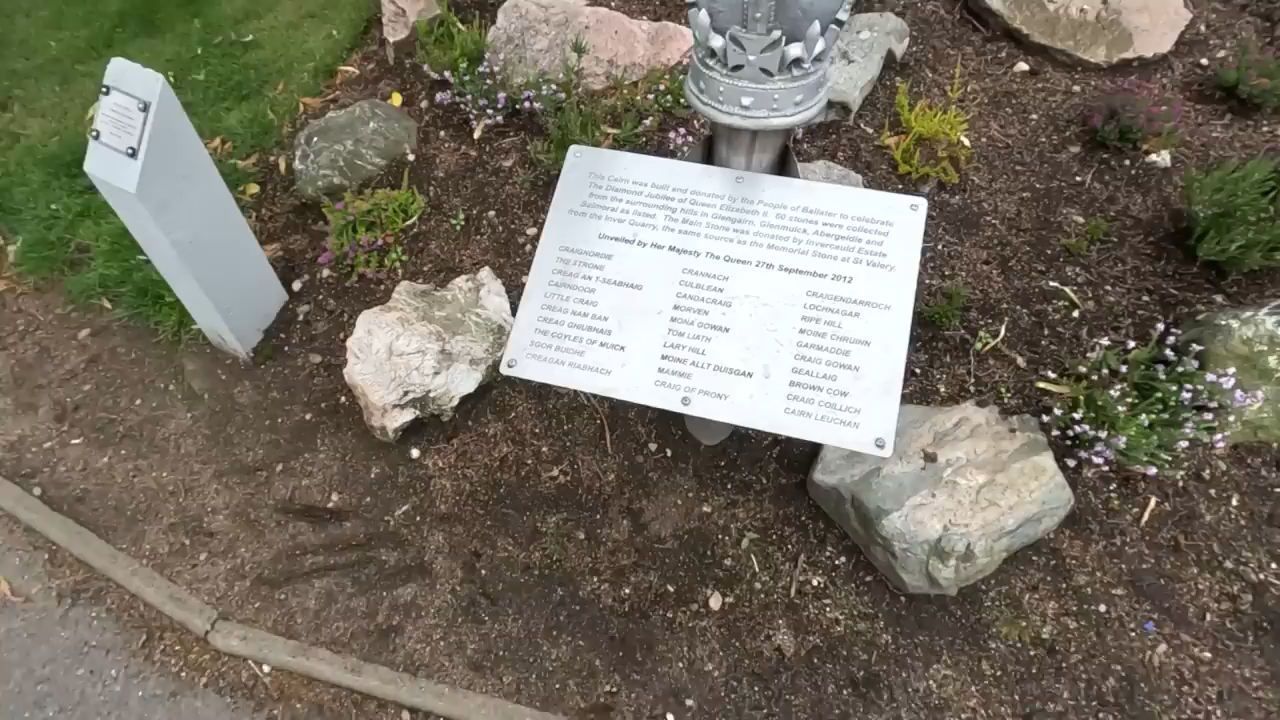 This Cairn was built and donated by the People of Ballater to celebrate
The Diamond Jubilee of Queen Elizabeth II. 60 stones were collected
from the surrounding hills in Glengairn, Glenmuick, Abergeldie and
Balmoral as listed. The Main Stone was donated by Invercauld Estate
from the Inver Quarry, the same source as the Memorial Stone at St Valery.
Unveiled by Her Majesty The Queen 27th September 2012
CRAIGNORDIE
THE STRONE
CREAG AN T-SEABHAIG
CAIRNDOOR
LITTLE CRAIG
CREAG NAM BAN
CREAG GHIUBHAIS
THE COYLES OF MUICK
SGOR BUIDHE
CREAGAN RIABHACH
CRANNACH
CULBLEAN
CANDACRAIG
MORVEN
MONA GOWAN
TOM LIATH
LARY HILL
MOINE ALLT DUISGAN
MAMMIE
CRAIG OF PRONY
CRAIGENDARROCH
LOCHNAGAR
RIPE HILL
MOINE CHRUINN
GARMADDIE
CRAIG GOWAN
GEALLAIG
BROWN COW
CRAIG COILLICH
CAIRN LEUCHAN